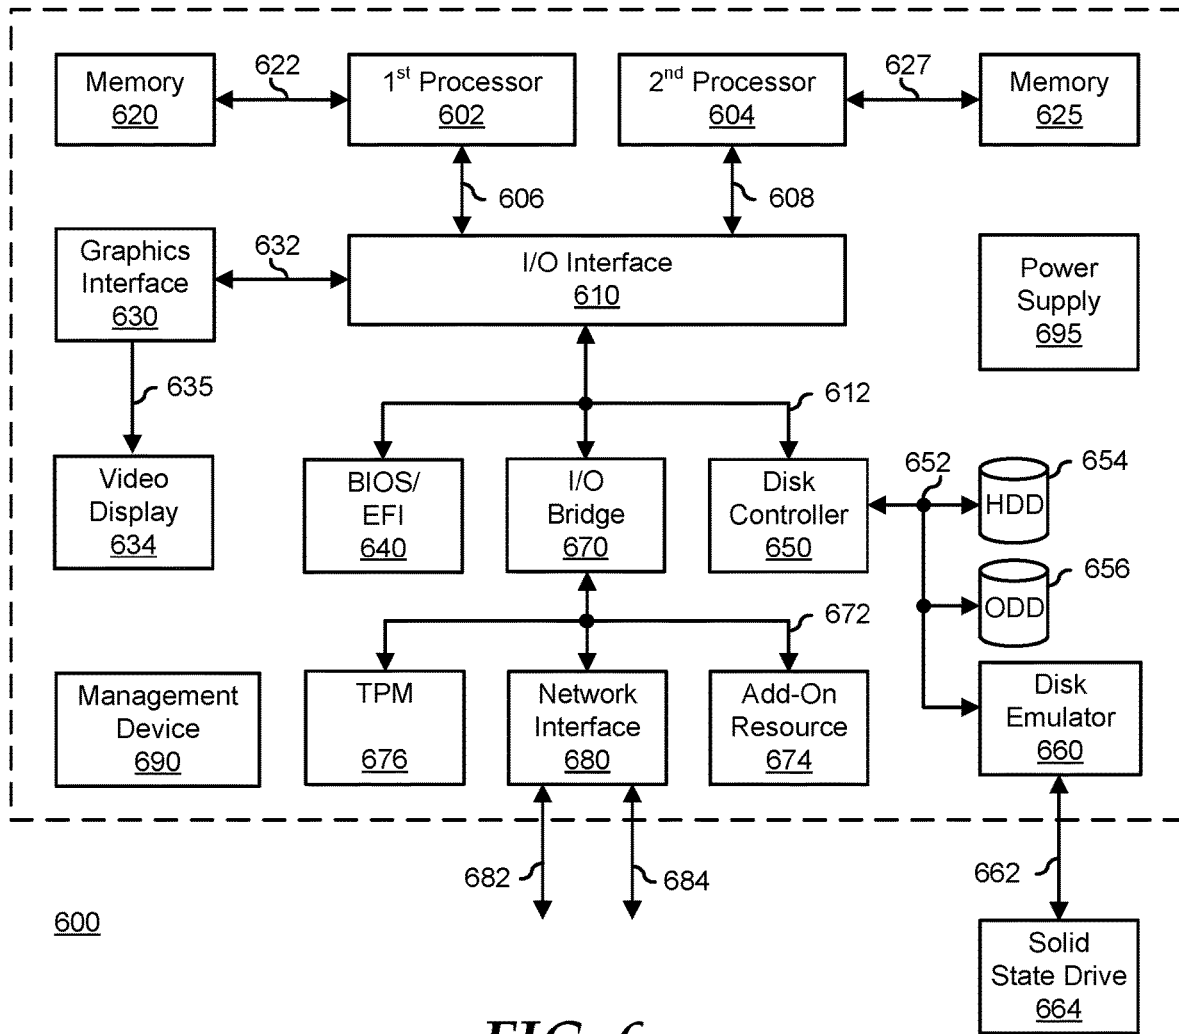 Memory
620
622
1st Processor
602
2nd Processor
604
627
Memory
625
606
608
Graphics
Interface
630
632
I/O Interface
610
Power
Supply
695
635
612
Video
Display
634
BIOS/
EFI
640
I/O
Bridge
670
Disk
Controller
650
652
HDD
654
ODD
656
672
Management
Device
690
TPM
676
Network
Interface
680
Add-On
Resource
674
Disk
Emulator
660
682
684
662
600
Solid
State Drive
664
FIG. 6